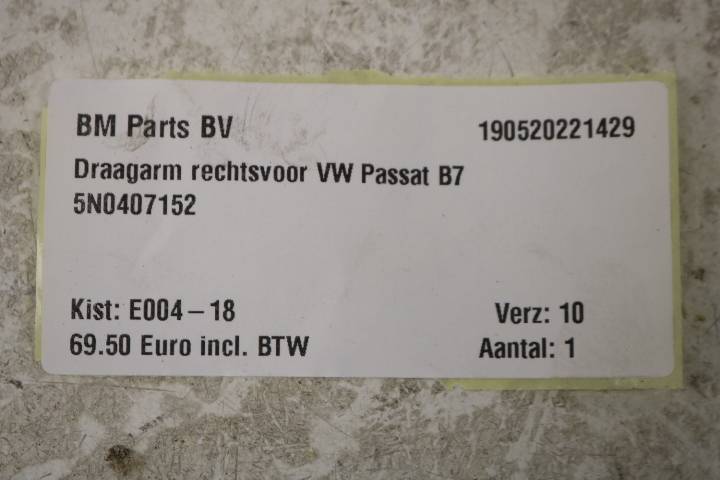 BM Parts BV 190520221429
Draagarm rechtsvoor VW Passat B7
5N0407152
Kist: E004-18 Verz: 10
69.50 Euro incl. BTW Aantal: 1